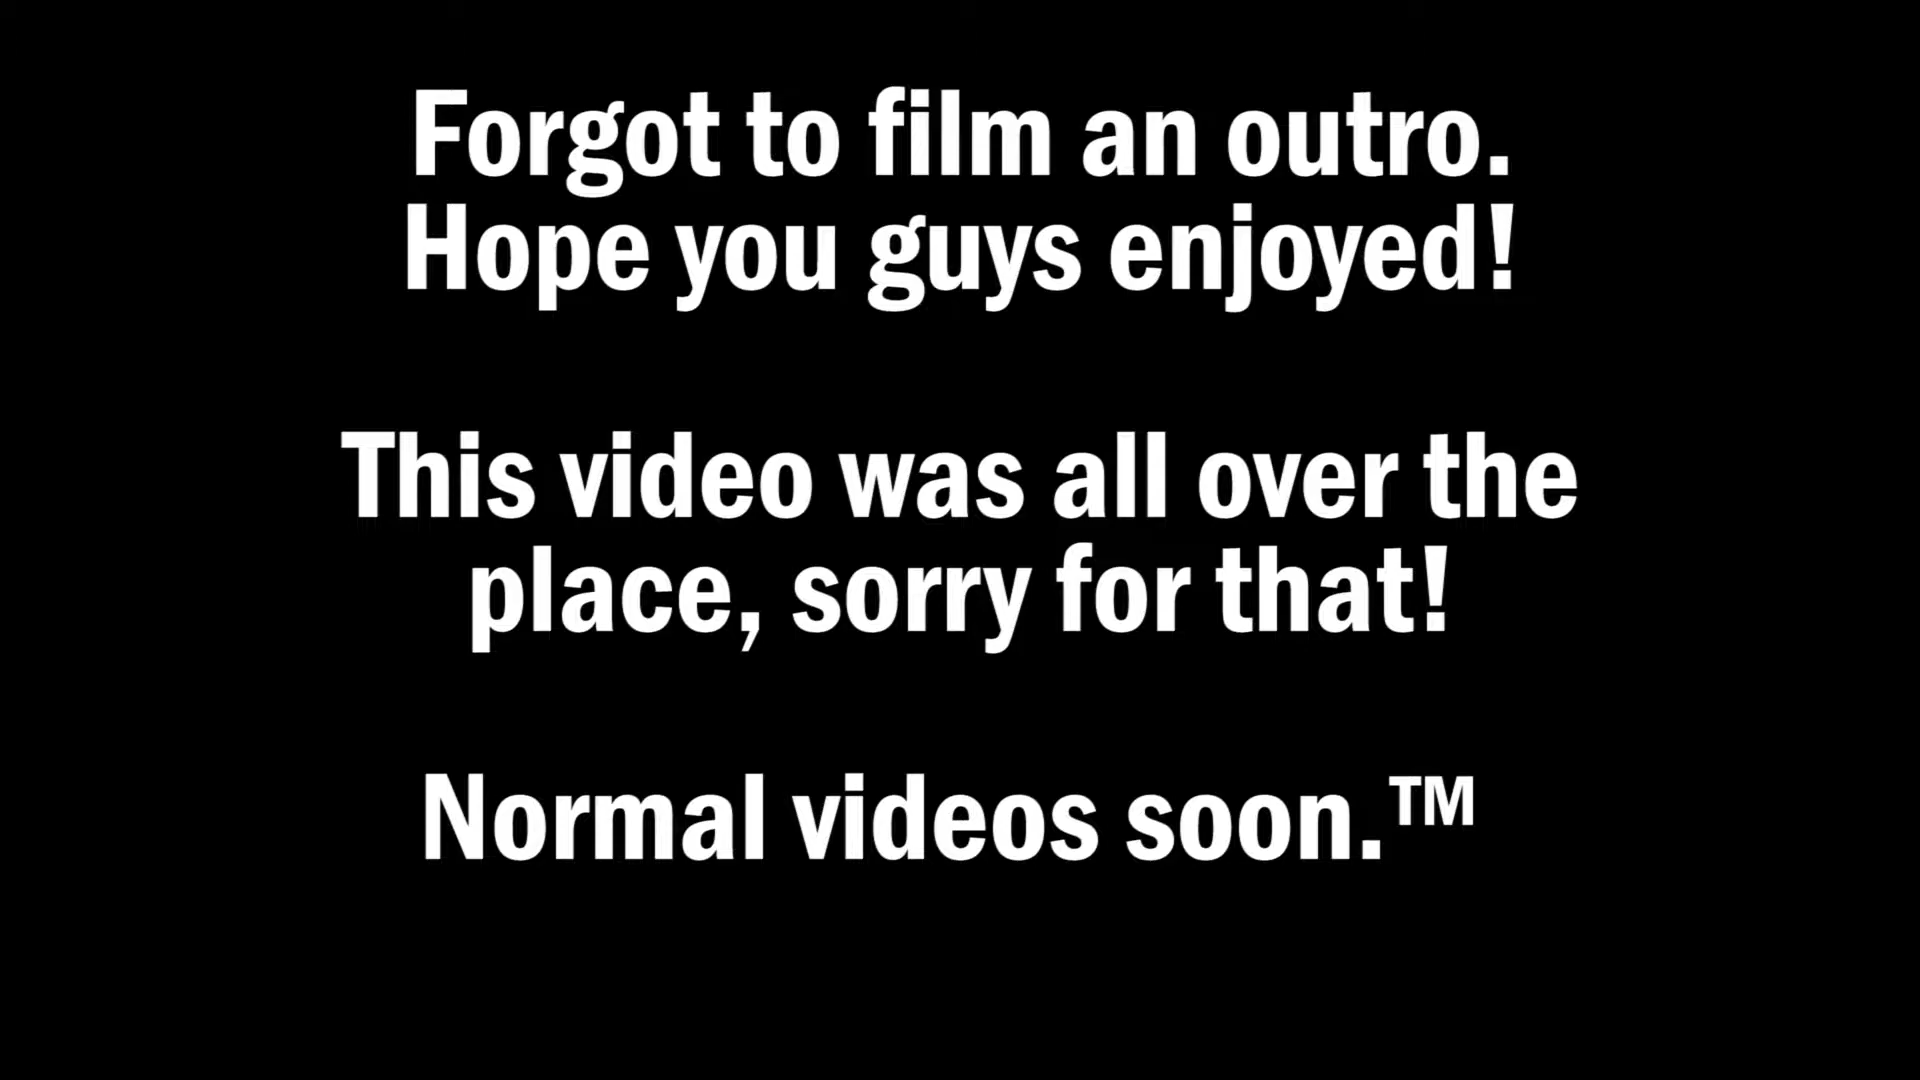 Forgot to film an outro.
Hope you guys enjoyed!
This video was all over the
place, sorry for that!
Normal videos soon.™